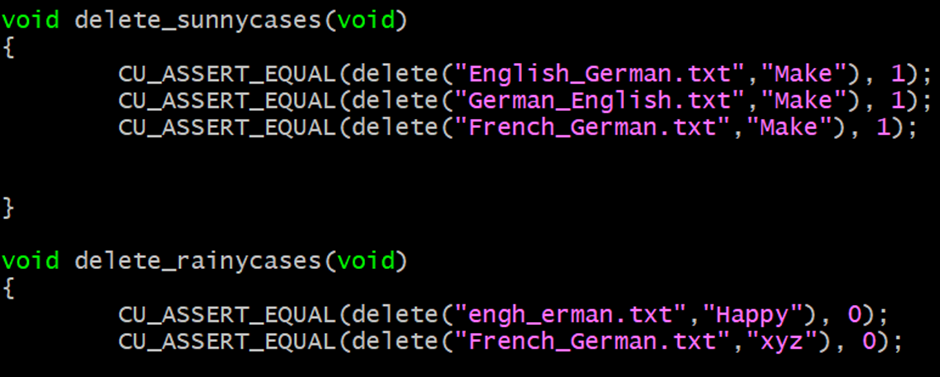 void delete_sunnycases(void)
{
CU_ASSERT_EQUAL(delete("English_German.txt","Make"), 1);
CU_ASSERT_EQUAL(delete("German_English.txt","Make"), 1);
CU_ASSERT_EQUAL(delete("French_German.txt","Make"), 1);
}
void delete_rainycases(void)
{
CU_ASSERT_EQUAL(delete("engh_erman.txt","Happy"), 0);
CU_ASSERT_EQUAL(delete("French_German.txt","xyz"), 0);